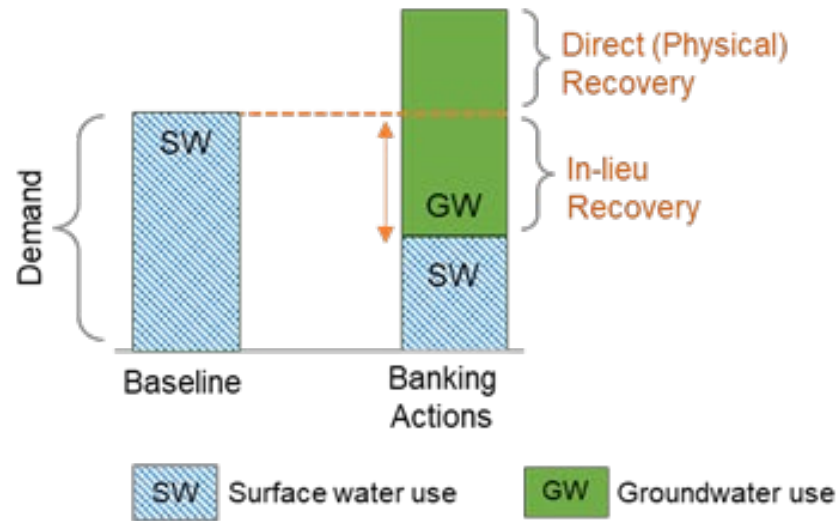 Direct (Physical)
Recovery
SW
In-lieu
Recovery
GW
SW
Demand
Baseline
Banking
Actions
SW Surface water use
GW Groundwater use